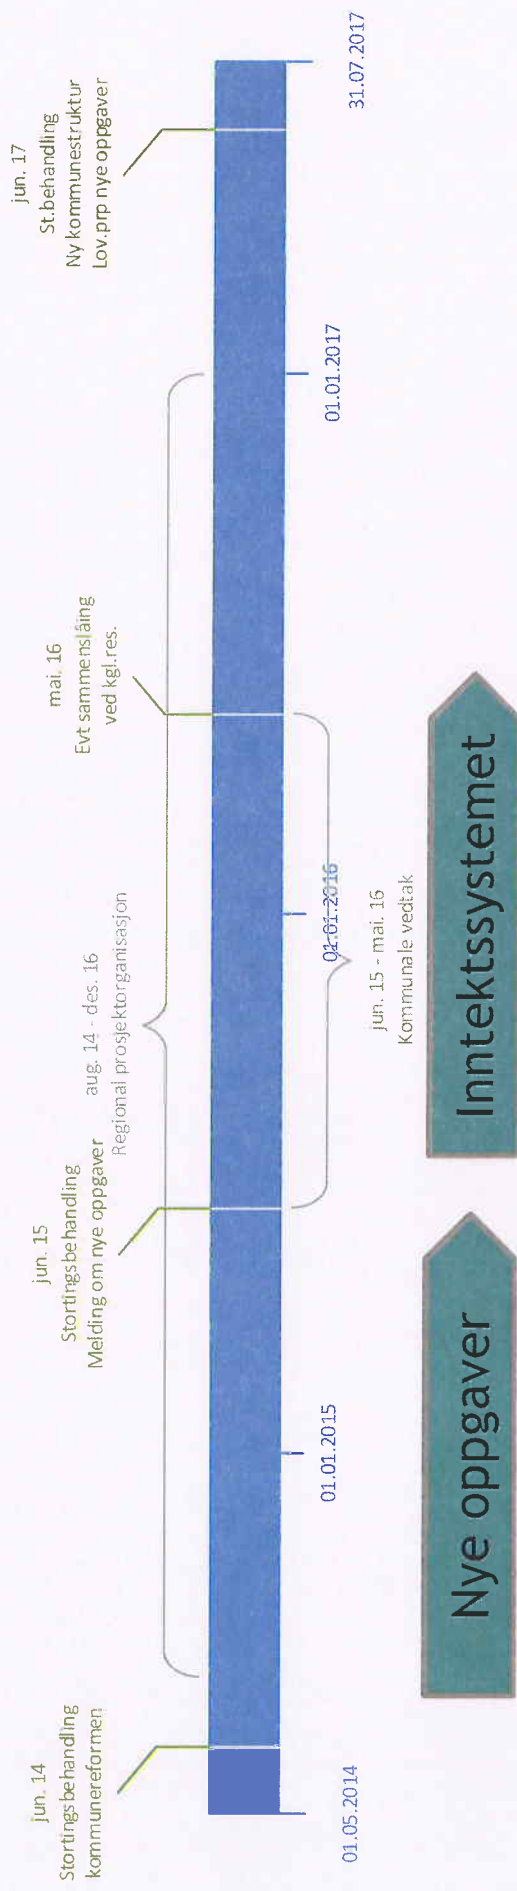 jun. 14
Stortingsbehandling
kommunereformen
jun. 15
Stortingsbehandling
Melding om nye oppgaver
aug. 14 - des. 16
Regional prosjektorganisasjon
mai. 16
Evt sammenslåing
ved kgl.res.
jun. 17
St.behandling
Ny kommunestruktur
Lov.prp nye oppgaver
01.05.2014
01.01.2015
01.01.2016
01.01.2017
31.07.2017
jun. 15 - mai. 16
Kommunale vedtak
Nye oppgaver
Inntektssystemet